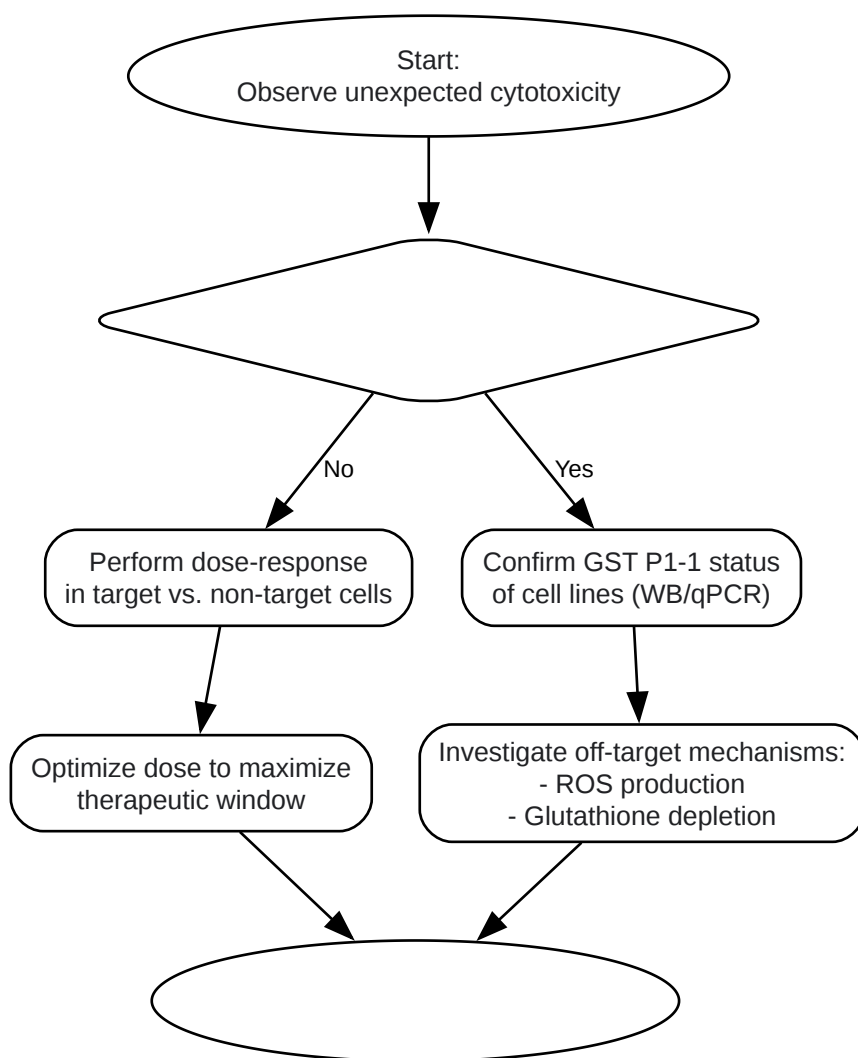 Start:
Observe unexpected cytotoxicity
No
Yes
Perform dose-response
in target vs. non-target cells
Confirm GST P1-1 status
of cell lines (WB/qPCR)
Optimize dose to maximize
therapeutic window
Investigate off-target mechanisms:
- ROS production
- Glutathione depletion